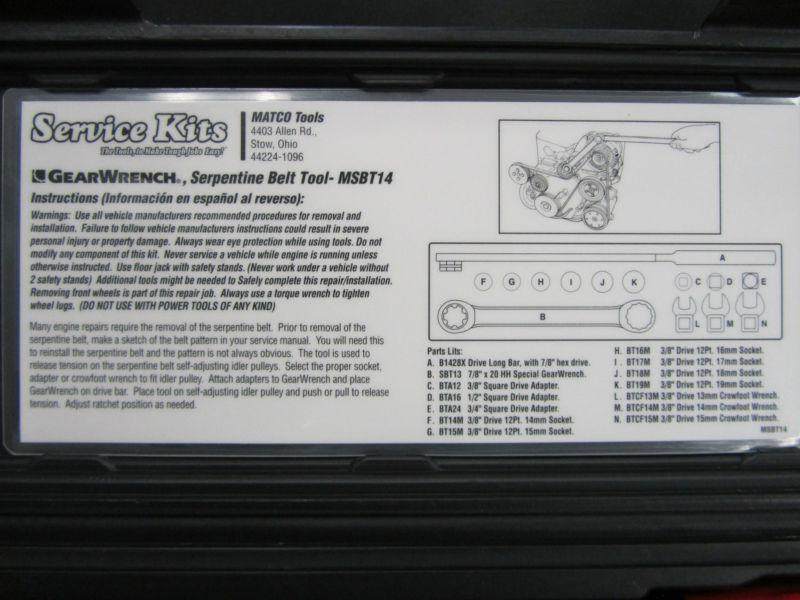 Service Kits
The Tools, to Make Tough Jobs Easy!
MATCO Tools
4403 Allen Rd.,
Stow, Ohio
44224-1096
GEARWRENCH®, Serpentine Belt Tool- MSBT14
Instructions (Información en español al reverso):
Warnings: Use all vehicle manufacturers recommended procedures for removal and
installation. Failure to follow vehicle manufacturers instructions could result in severe
personal injury or property damage. Always wear eye protection while using tools. Do not
modify any component of this kit. Never service a vehicle while engine is running unless
otherwise instructed. Use floor jack with safety stands. (Never work under a vehicle without
2 safety stands) Additional tools might be needed to Safely complete this repair/installation.
Removing front wheels is part of this repair job. Always use a torque wrench to tighten
wheel lugs. (DO NOT USE WITH POWER TOOLS OF ANY KIND)
Many engine repairs require the removal of the serpentine belt. Prior to removal of the
serpentine belt, make a sketch of the belt pattern in your service manual. You will need this
to reinstall the serpentine belt and the pattern is not always obvious. The tool is used to
release tension on the serpentine belt self-adjusting idler pulleys. Select the proper socket,
adapter or crowfoot wrench to fit idler pulley. Attach adapters to GearWrench and place
GearWrench on drive bar. Place tool on self-adjusting idler pulley and push or pull to release
tension. Adjust ratchet position as needed.
A
F G H I J K C D E
B
L M N
Parts Lits:
A. B1428X Drive Long Bar, with 7/8" hex drive.
B. SBT13 7/8" x 20 HH Special GearWrench.
C. BTA12 3/8" Square Drive Adapter.
D. BTA16 1/2" Square Drive Adapter.
E. BTA24 3/4" Square Drive Adapter.
F. BT14M 3/8" Drive 12Pt. 14mm Socket.
G. BT15M 3/8" Drive 12Pt. 15mm Socket.
H. BT16M 3/8" Drive 12Pt. 16mm Socket.
I. BT17M 3/8" Drive 12Pt. 17mm Socket.
J. BT18M 3/8" Drive 12Pt. 18mm Socket.
K. BT19M 3/8" Drive 12Pt. 19mm Socket.
L. BTCF13M 3/8" Drive 13mm Crowfoot Wrench.
M. BTCF14M 3/8" Drive 14mm Crowfoot Wrench.
N. BTCF15M 3/8" Drive 15mm Crowfoot Wrench.
MSBT14